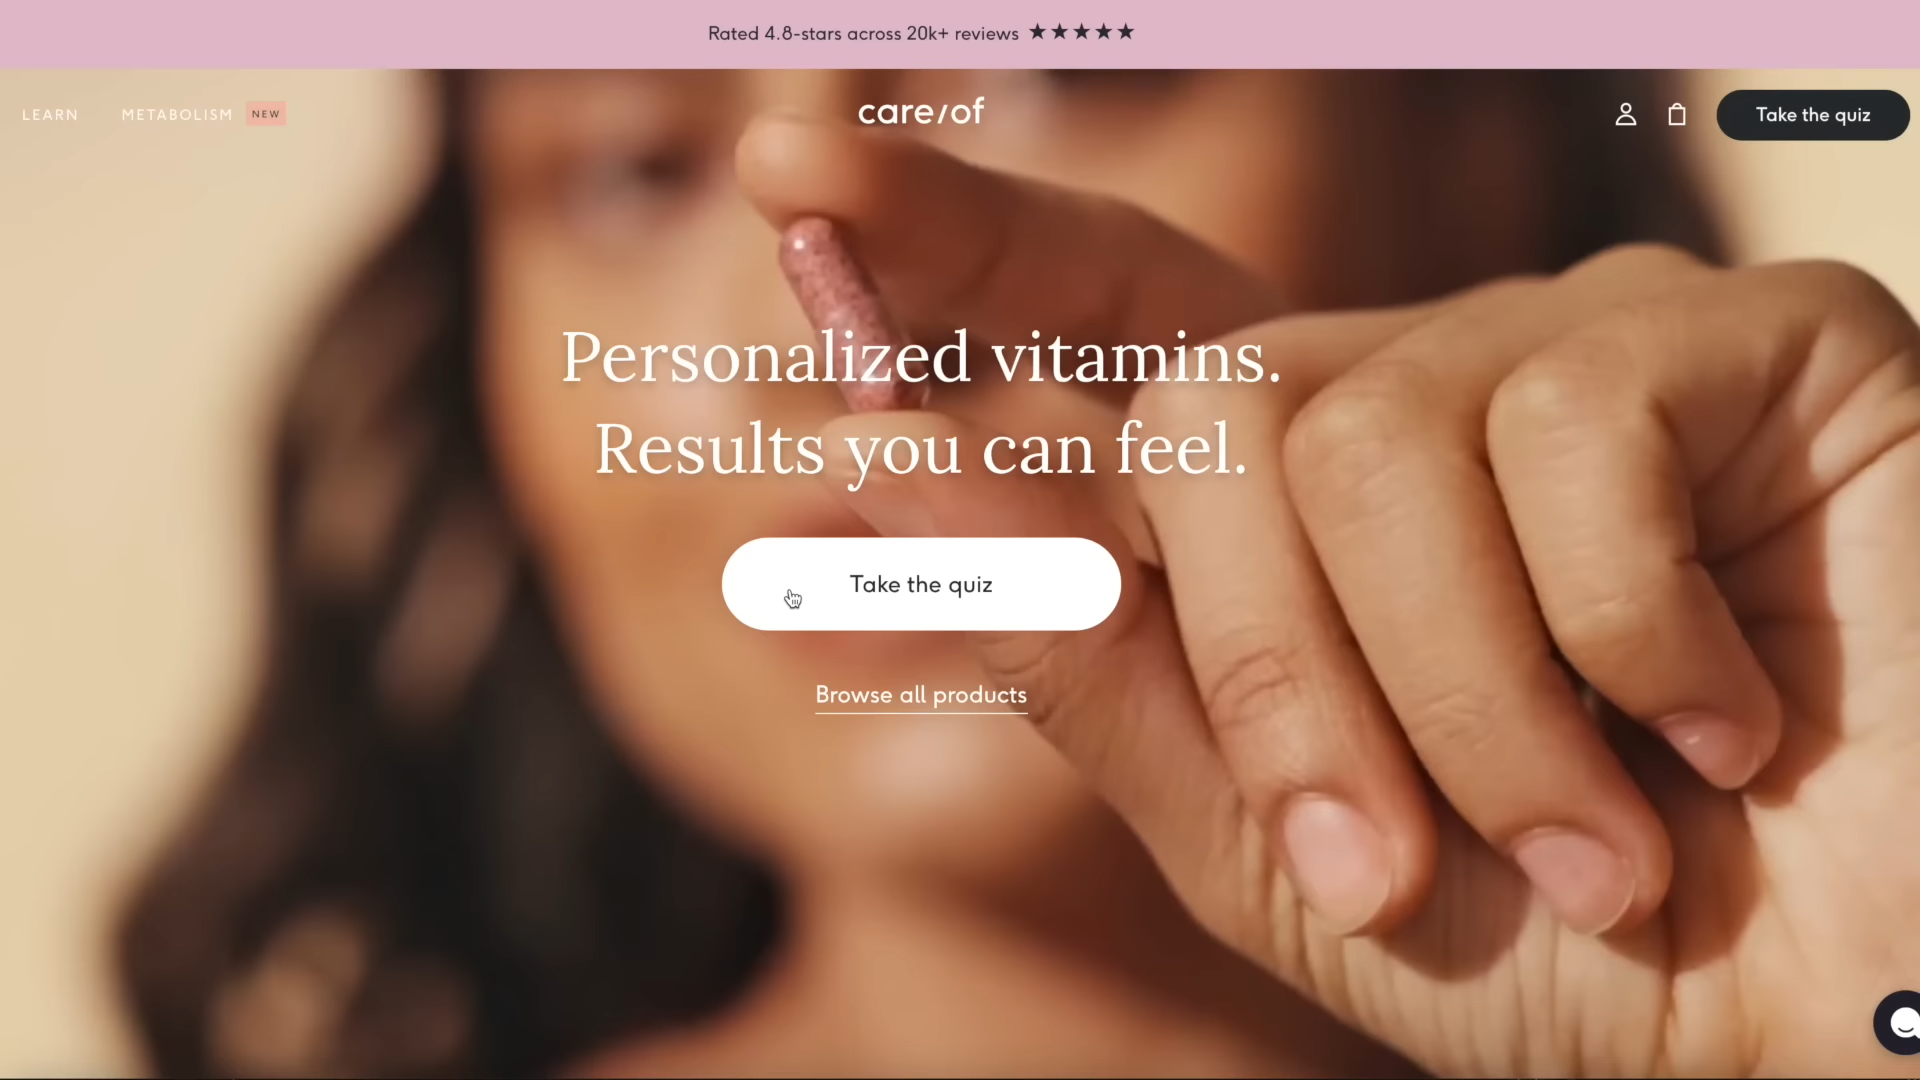 Rated 4.8-stars across 20k+ reviews ★★★★★
LEARN METABOLISM NEW care/of Take the quiz
Personalized vitamins.
Results you can feel.
Take the quiz
Browse all products